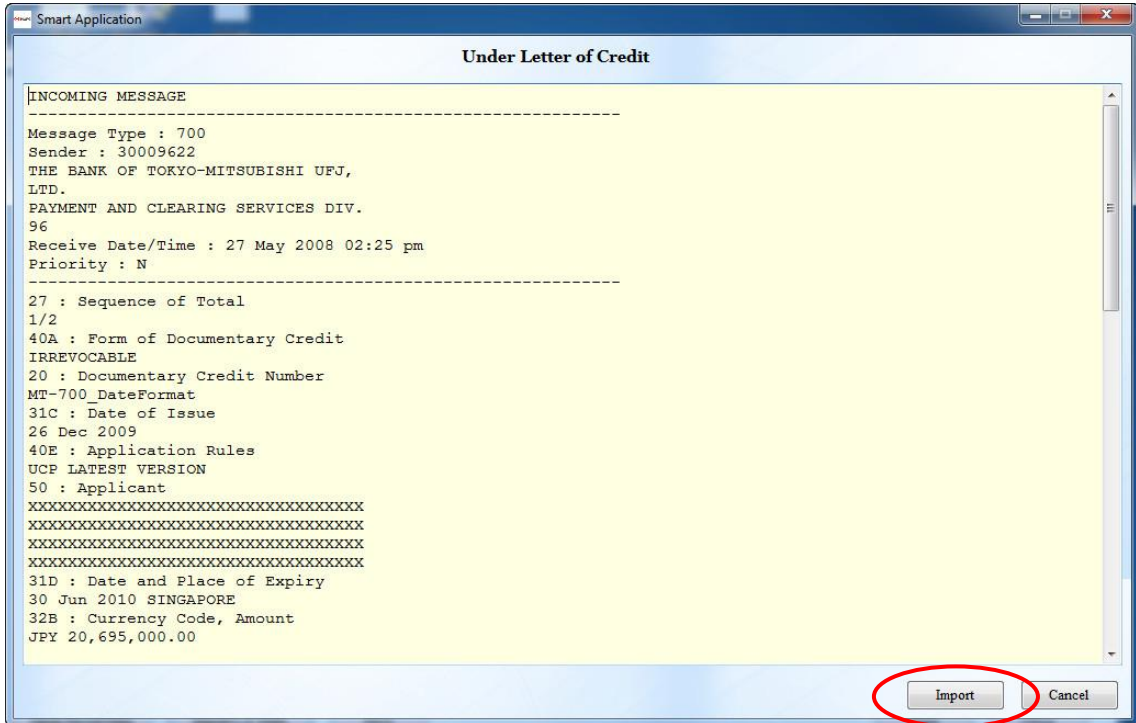 Smart Application
Under Letter of Credit
INCOMING MESSAGE
------------------------------------------------------------
Message Type : 700
Sender : 30009622
THE BANK OF TOKYO-MITSUBISHI UFJ,
LTD.
PAYMENT AND CLEARING SERVICES DIV.
96
Receive Date/Time : 27 May 2008 02:25 pm
Priority : N
------------------------------------------------------------
27 : Sequence of Total
1/2
40A : Form of Documentary Credit
IRREVOCABLE
20 : Documentary Credit Number
MT-700_DateFormat
31C : Date of Issue
26 Dec 2009
40E : Application Rules
UCP LATEST VERSION
50 : Applicant
XXXXXXXXXXXXXXXXXXXXXXXXXXXXXXXXXXX
XXXXXXXXXXXXXXXXXXXXXXXXXXXXXXXXXXX
XXXXXXXXXXXXXXXXXXXXXXXXXXXXXXXXXXX
XXXXXXXXXXXXXXXXXXXXXXXXXXXXXXXXXXX
31D : Date and Place of Expiry
30 Jun 2010 SINGAPORE
32B : Currency Code, Amount
JPY 20,695,000.00
Import Cancel